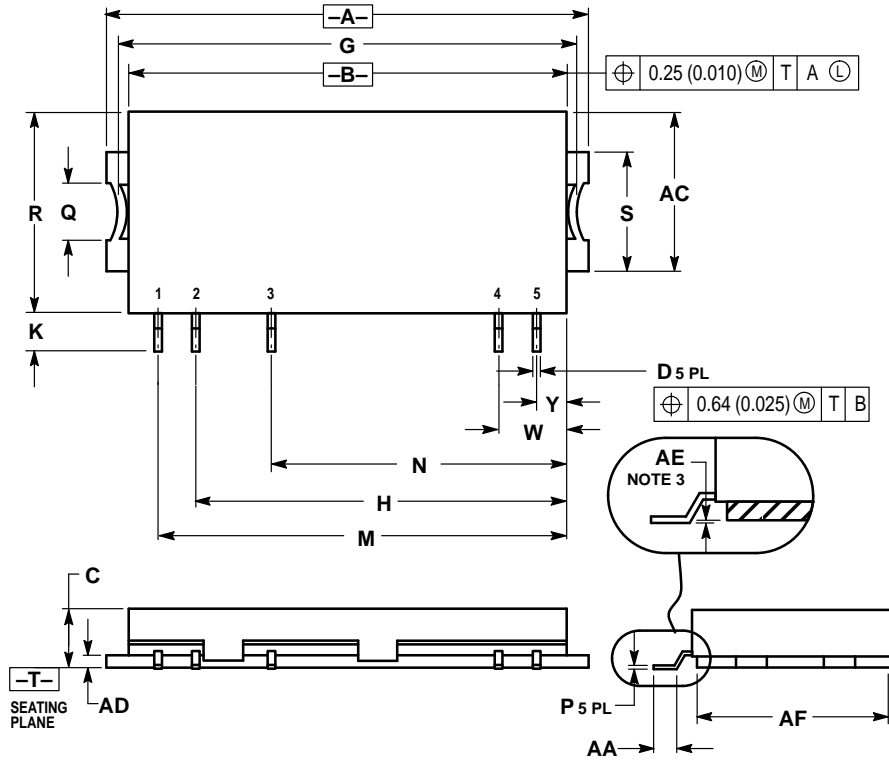 –A–
G
–B–
⌖ 0.25 (0.010) Ⓜ T A Ⓛ
R
Q
S
AC
1 2 3 4 5
K
D 5 PL
⌖ 0.64 (0.025) Ⓜ T B
Y
W
N
H
M
AE
NOTE 3
C
–T–
SEATING
PLANE
AD
P 5 PL
AA
AF